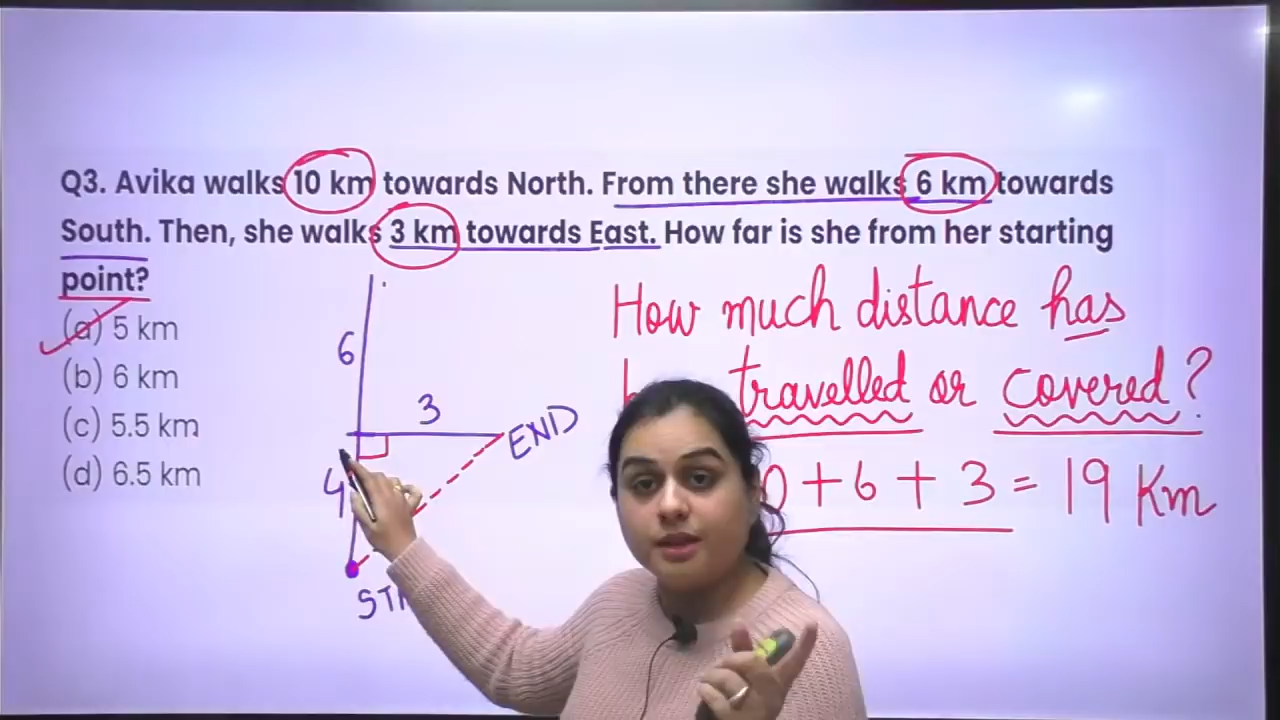 Q3. Avika walks 10 km towards North. From there she walks 6 km towards
South. Then, she walks 3 km towards East. How far is she from her starting
point?
(a) 5 km
(b) 6 km
(c) 5.5 km
(d) 6.5 km
6
3
END
4
How much distance has
travelled or covered?
+ 6 + 3 = 19 Km